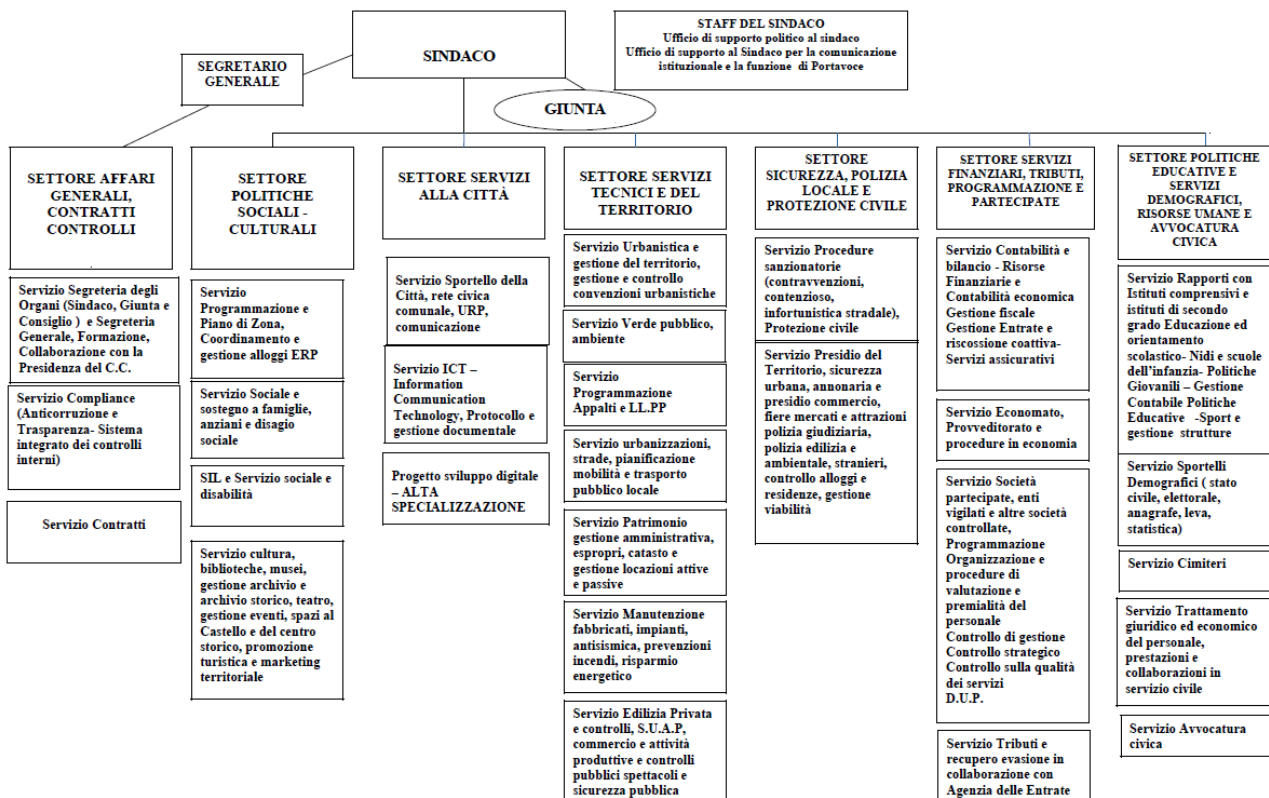 STAFF DEL SINDACO
Ufficio di supporto politico al sindaco
Ufficio di supporto al Sindaco per la comunicazione
istituzionale e la funzione di Portavoce
SINDACO
SEGRETARIO
GENERALE
GIUNTA
SETTORE AFFARI
GENERALI,
CONTRATTI
CONTROLLI
Servizio Segreteria degli
Organi (Sindaco, Giunta e
Consiglio ) e Segreteria
Generale, Formazione,
Collaborazione con la
Presidenza del C.C.
Servizio Compliance
(Anticorruzione e
Trasparenza- Sistema
integrato dei controlli
interni)
Servizio Contratti
SETTORE
POLITICHE
SOCIALI -
CULTURALI
Servizio
Programmazione e
Piano di Zona,
Coordinamento e
gestione alloggi ERP
Servizio Sociale e
sostegno a famiglie,
anziani e disagio
sociale
SIL e Servizio sociale e
disabilità
Servizio cultura,
biblioteche, musei,
gestione archivio e
archivio storico, teatro,
gestione eventi, spazi al
Castello e del centro
storico, promozione
turistica e marketing
territoriale
SETTORE SERVIZI
ALLA CITTÀ
Servizio Sportello della
Città, rete civica
comunale, URP,
comunicazione
Servizio ICT –
Information
Communication
Technology, Protocollo e
gestione documentale
Progetto sviluppo digitale
– ALTA
SPECIALIZZAZIONE
SETTORE SERVIZI
TECNICI E DEL
TERRITORIO
Servizio Urbanistica e
gestione del territorio,
gestione e controllo
convenzioni urbanistiche
Servizio Verde pubblico,
ambiente
Servizio
Programmazione
Appalti e LL.PP
Servizio urbanizzazioni,
strade, pianificazione
mobilità e trasporto
pubblico locale
Servizio Patrimonio
gestione amministrativa,
espropri, catasto e
gestione locazioni attive
e passive
Servizio Manutenzione
fabbricati, impianti,
antisismica, prevenzioni
incendi, risparmio
energetico
Servizio Edilizia Privata
e controlli, S.U.A.P,
commercio e attività
produttive e controlli
pubblici spettacoli e
sicurezza pubblica
SETTORE
SICUREZZA, POLIZIA
LOCALE E
PROTEZIONE CIVILE
Servizio Procedure
sanzionatorie
(contravvenzioni,
contenzioso,
infortunistica stradale),
Protezione civile
Servizio Presidio del
Territorio, sicurezza
urbana, annonaria e
presidio commercio,
fiere mercati e attrazioni
polizia giudiziaria,
polizia edilizia e
ambientale, stranieri,
controllo alloggi e
residenze, gestione
viabilità
SETTORE SERVIZI
FINANZIARI, TRIBUTI,
PROGRAMMAZIONE E
PARTECIPATE
Servizio Contabilità e
bilancio - Risorse
Finanziarie e
Contabilità economica
Gestione fiscale
Gestione Entrate e
riscossione coattiva-
Servizi assicurativi
Servizio Economato,
Provveditorato e
procedure in economia
Servizio Società
partecipate, enti
vigilati e altre società
controllate,
Programmazione
Organizzazione e
procedure di
valutazione e
premialità del
personale
Controllo di gestione
Controllo strategico
Controllo sulla qualità
dei servizi
D.U.P.
Servizio Tributi e
recupero evasione in
collaborazione con
Agenzia delle Entrate
SETTORE POLITICHE
EDUCATIVE E
SERVIZI
DEMOGRAFICI,
RISORSE UMANE E
AVVOCATURA
CIVICA
Servizio Rapporti con
Istituti comprensivi e
istituti di secondo
grado Educazione ed
orientamento
scolastico- Nidi e scuole
dell'infanzia- Politiche
Giovanili – Gestione
Contabile Politiche
Educative -Sport e
gestione strutture
Servizio Sportelli
Demografici ( stato
civile, elettorale,
anagrafe, leva,
statistica)
Servizio Cimiteri
Servizio Trattamento
giuridico ed economico
del personale,
prestazioni e
collaborazioni in
servizio civile
Servizio Avvocatura
civica